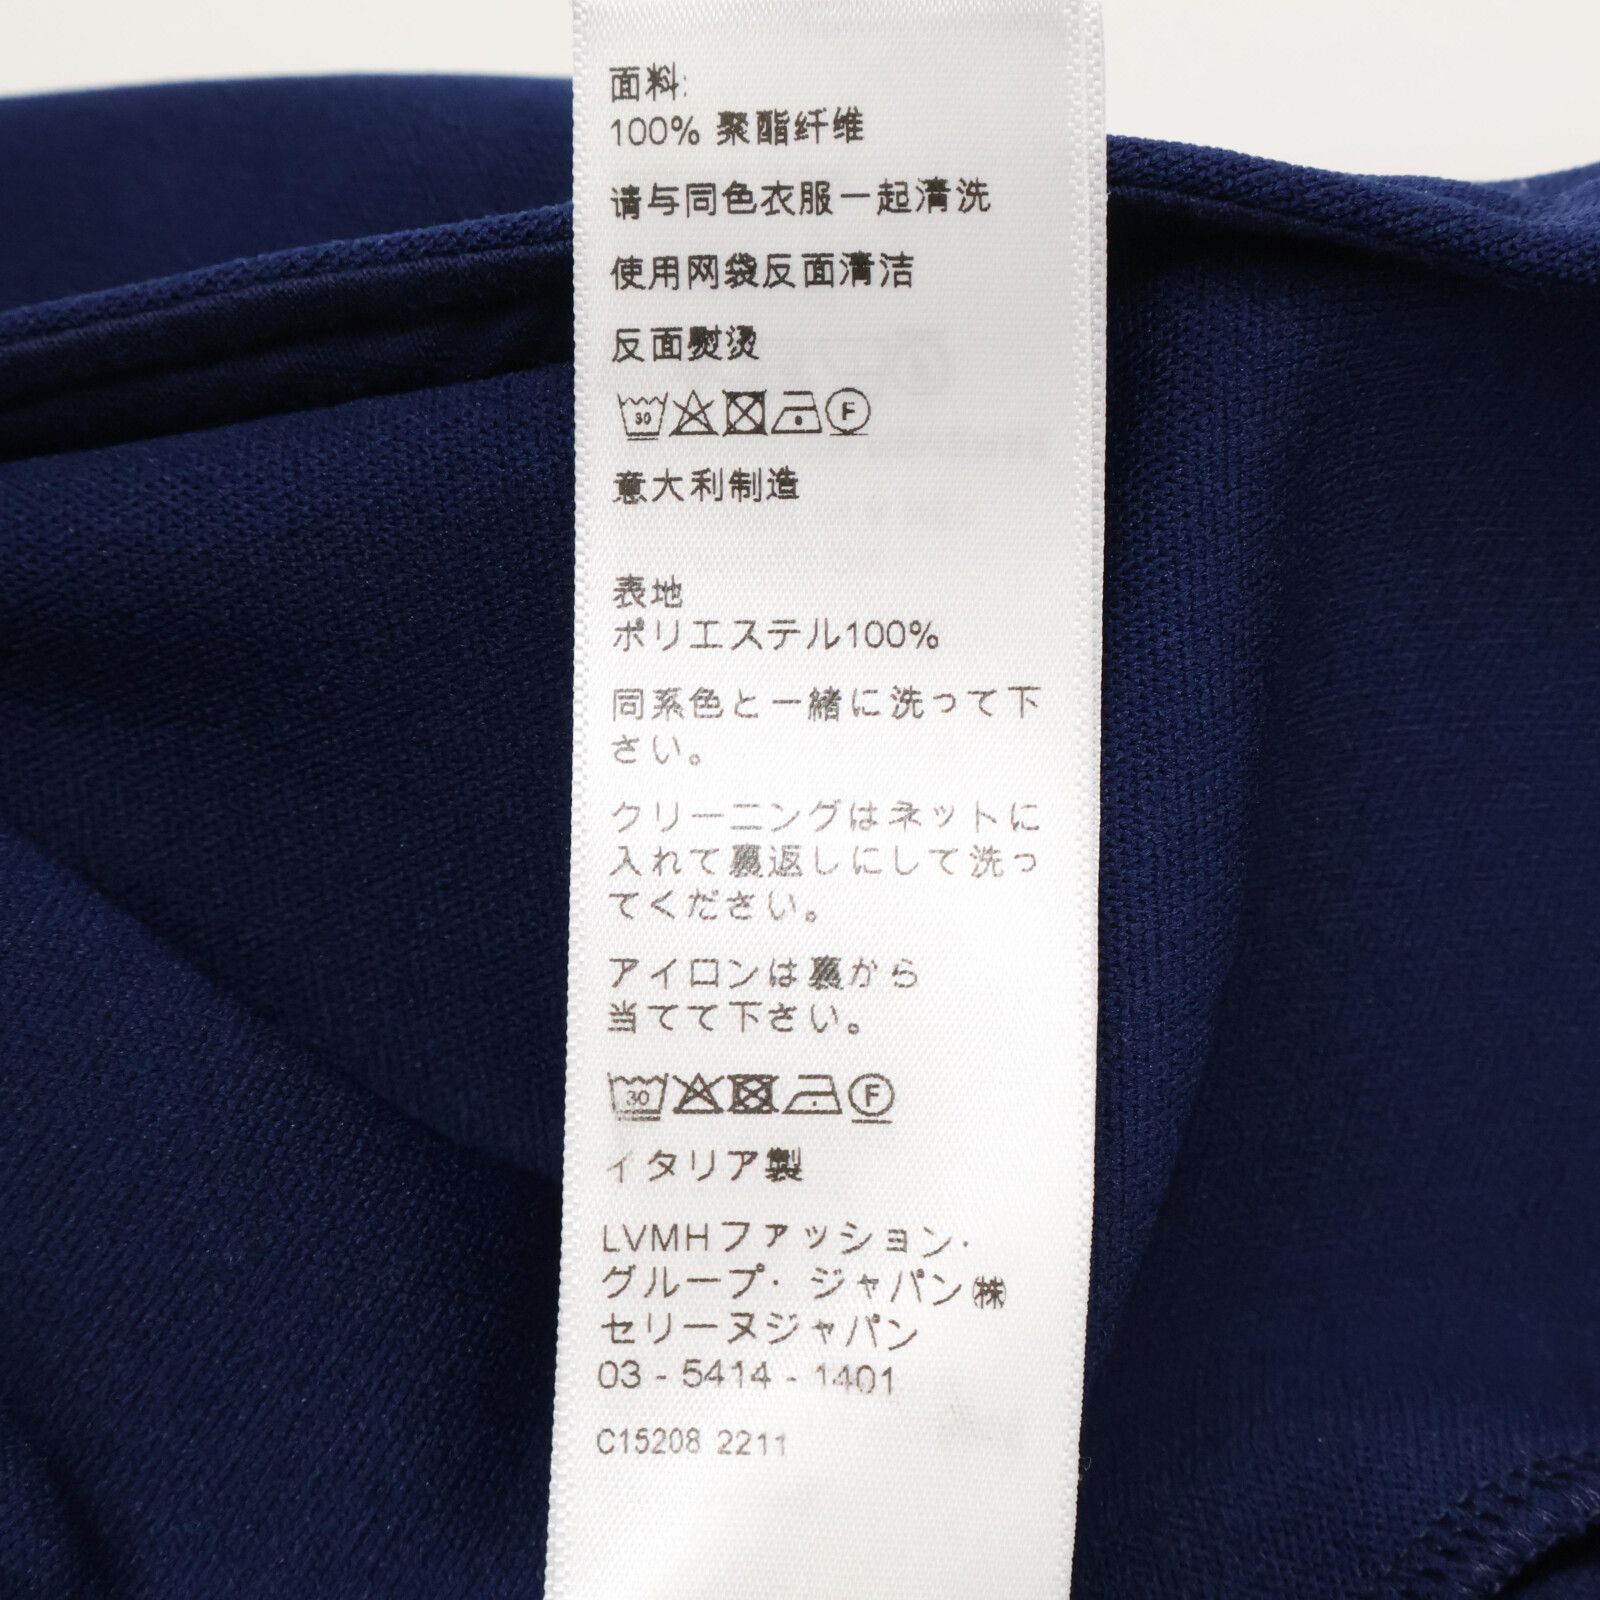 面料:
100% 聚酯纤维
请与同色衣服一起清洗
使用网袋反面清洁
反面熨烫
30 F
意大利制造
表地
ポリエステル100%
同系色と一緒に洗って下
さい。
クリーニングはネットに
入れて裏返しにして洗っ
てください。
アイロンは裏から
当てて下さい。
30 F
イタリア製
LVMHファッション・
グループ・ジャパン㈱
セリーヌジャパン
03 - 5414 - 1401
C15208 2211